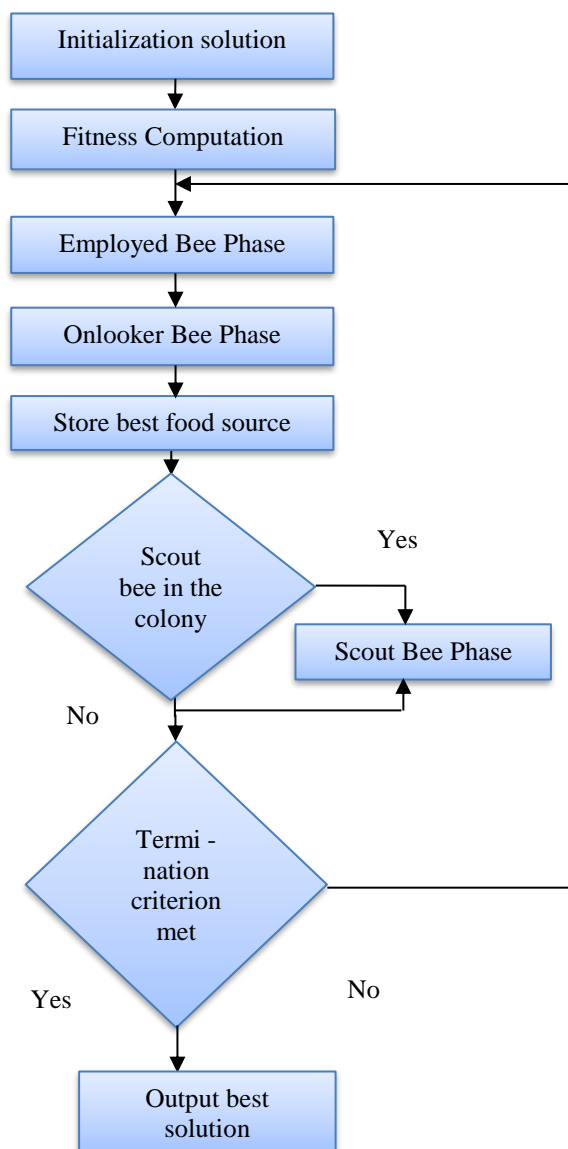 Initialization solution
Fitness Computation
Employed Bee Phase
Onlooker Bee Phase
Store best food source
Scout
bee in the
colony
Yes
Scout Bee Phase
No
Termi -
nation
criterion
met
Yes
No
Output best
solution